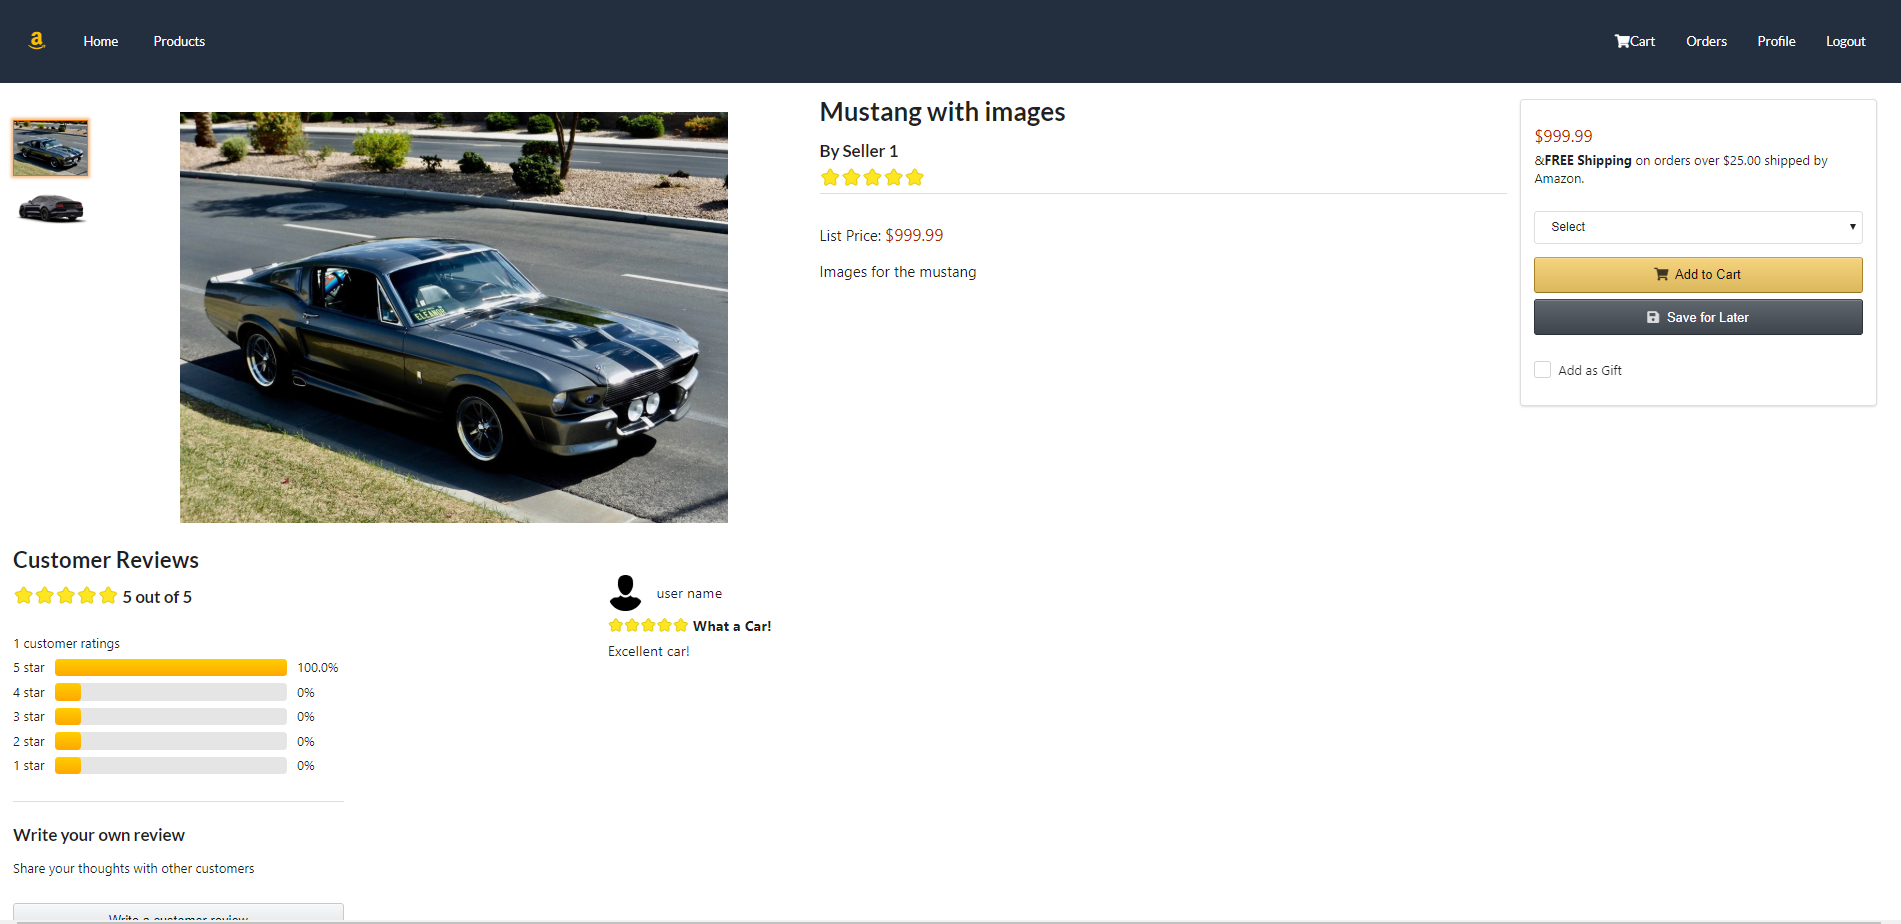 a
Home
Products
Cart
Orders
Profile
Logout
ELEANOR
Mustang with images
By Seller 1
List Price: $999.99
Images for the mustang
$999.99
&FREE Shipping on orders over $25.00 shipped by
Amazon.
Select
Add to Cart
Save for Later
Add as Gift
Customer Reviews
5 out of 5
1 customer ratings
5 star 100.0%
4 star 0%
3 star 0%
2 star 0%
1 star 0%
Write your own review
Share your thoughts with other customers
Write a customer review
user name
What a Car!
Excellent car!